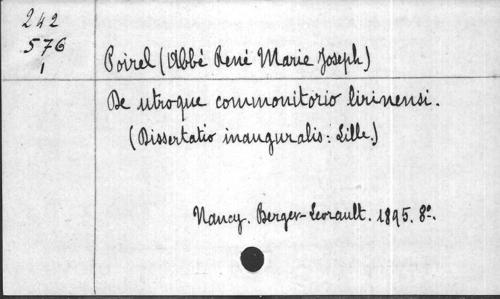 242
576
1
Poirel (Abbé René Marie Joseph)
De utroque commonitorio lirinensi.
(Dissertatio inauguralis: Lille.)
Nancy. Berger-Levrault. 1895. 8º.